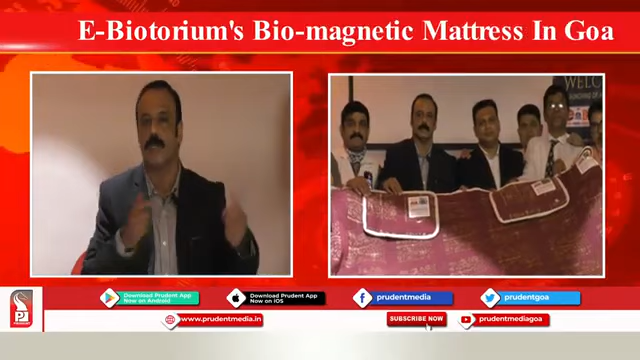 E-Biotorium's Bio-magnetic Mattress In Goa
WELC
Download Prudent App
Now on Android
Download Prudent App
Now on IOS
prudentmedia
prudentgoa
www.prudentmedia.in
SUBSCRIBE NOW
prudentmediagoa